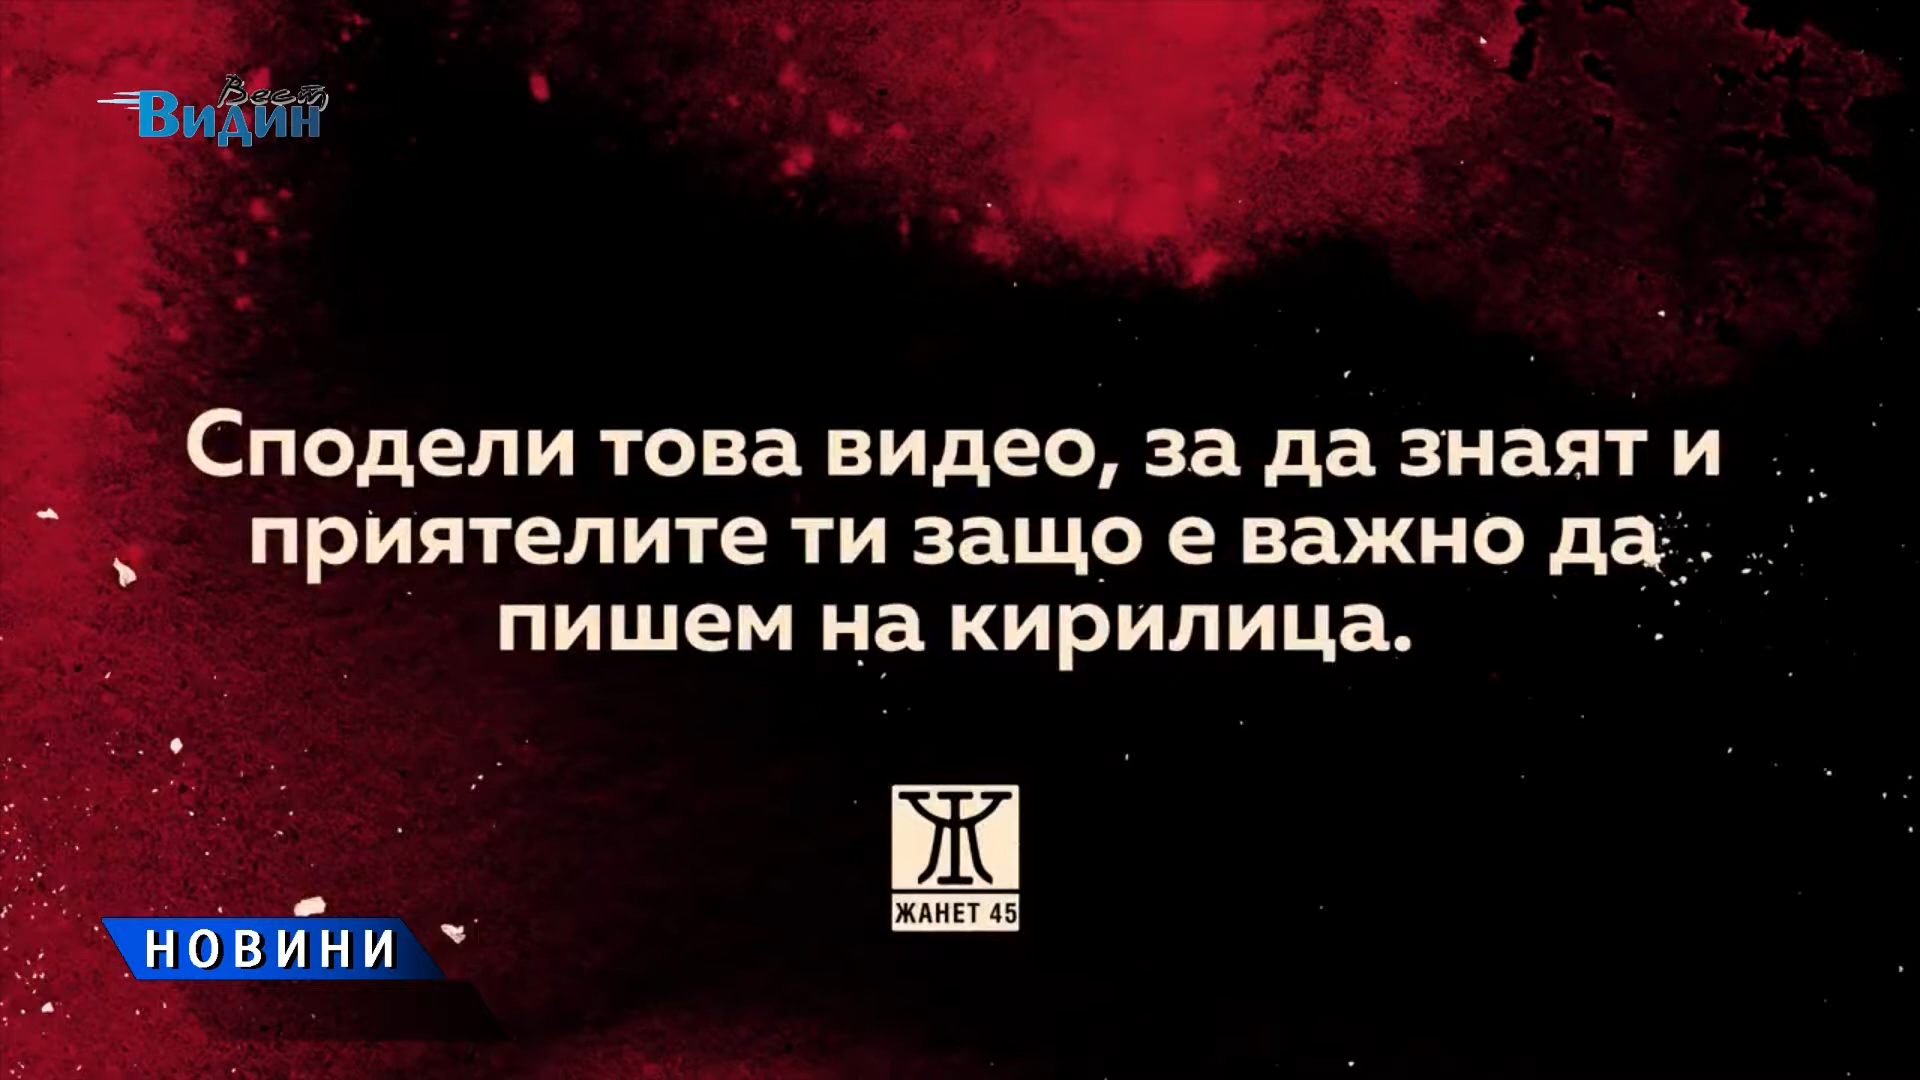 Вест
Видин
Сподели това видео, за да знаят и
приятелите ти защо е важно да
пишем на кирилица.
Ж
ЖАНЕТ 45
НОВИНИ